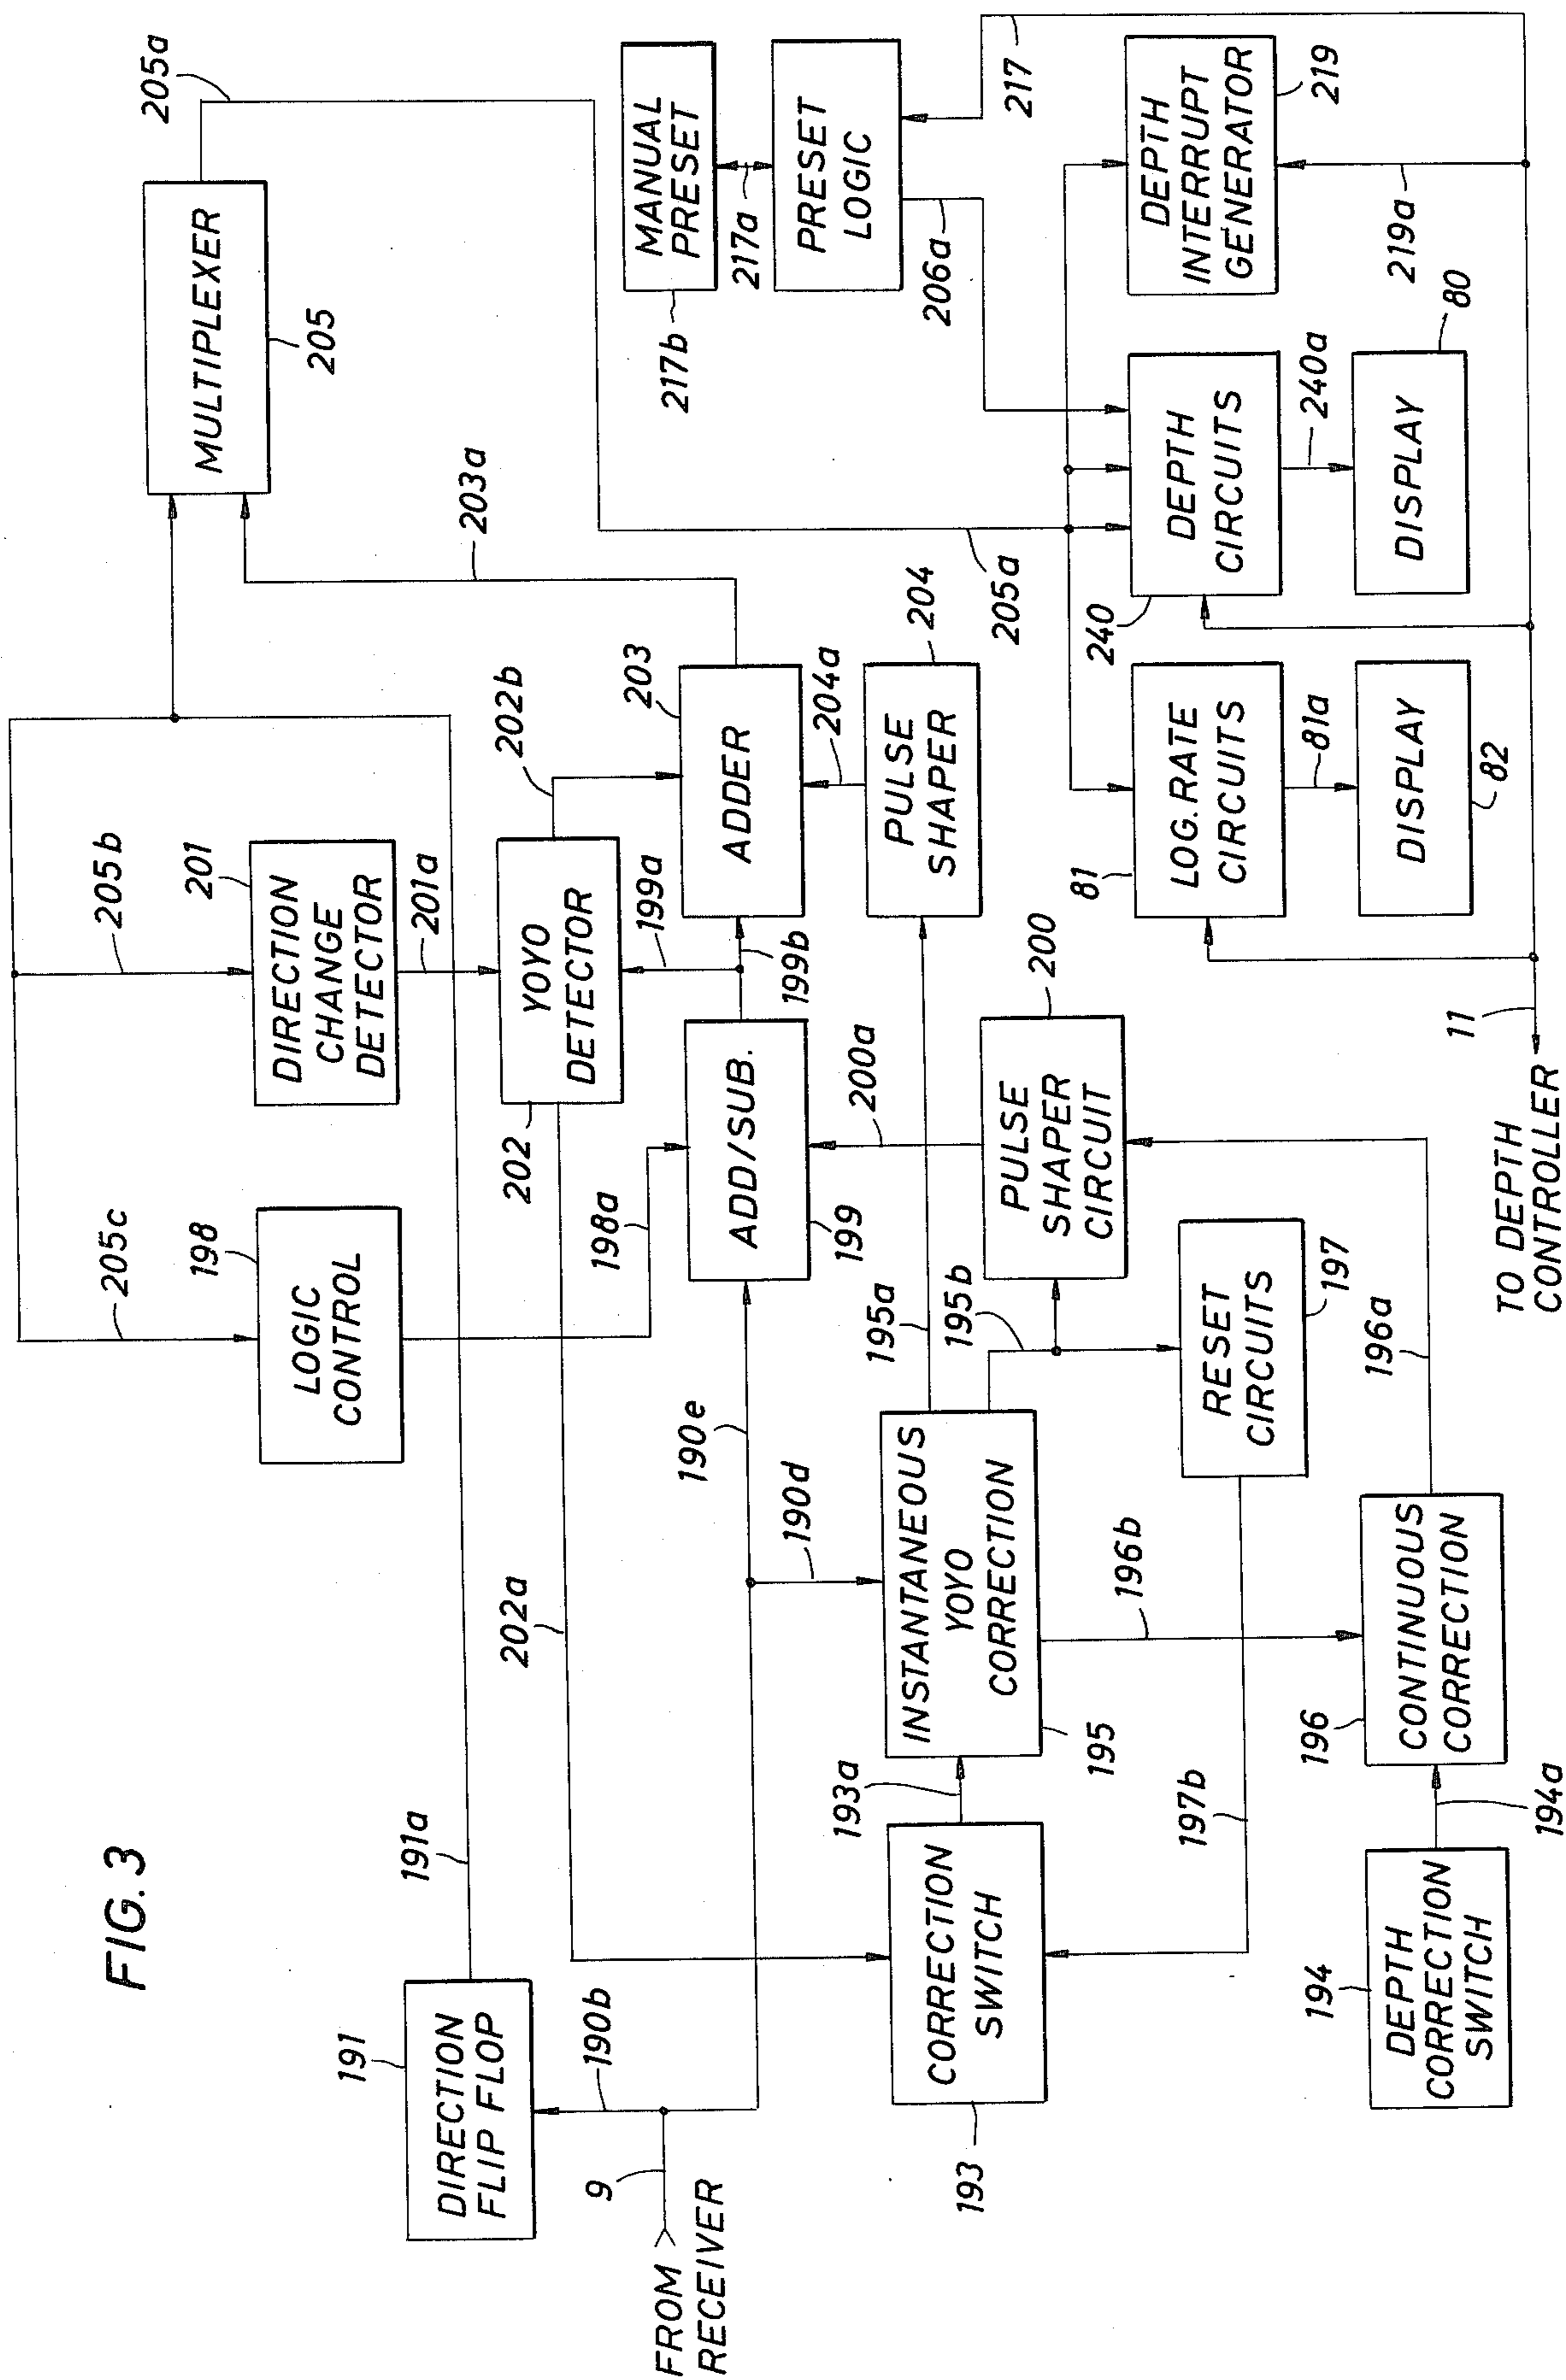 FIG. 3
191
DIRECTION
FLIP FLOP
191a
190b
9
FROM
RECEIVER
205c
198
LOGIC
CONTROL
198a
205b
201
DIRECTION
CHANGE
DETECTOR
201a
202a
202
YOYO
DETECTOR
202b
199a
199b
190e
190d
ADD/SUB.
199
203
ADDER
203a
205a
MULTIPLEXER
205
193
CORRECTION
SWITCH
193a
INSTANTANEOUS
YOYO
CORRECTION
195
195a
195b
196b
PULSE
SHAPER
CIRCUIT
200
200a
PULSE
SHAPER
204
204a
RESET
CIRCUITS
197
197b
194
DEPTH
CORRECTION
SWITCH
194a
196
CONTINUOUS
CORRECTION
196a
MANUAL
PRESET
217b
217a
PRESET
LOGIC
206a
217
205a
81
LOG. RATE
CIRCUITS
81a
DISPLAY
82
240
DEPTH
CIRCUITS
240a
DISPLAY
80
DEPTH
INTERRUPT
GENERATOR
219
219a
11
TO DEPTH
CONTROLLER